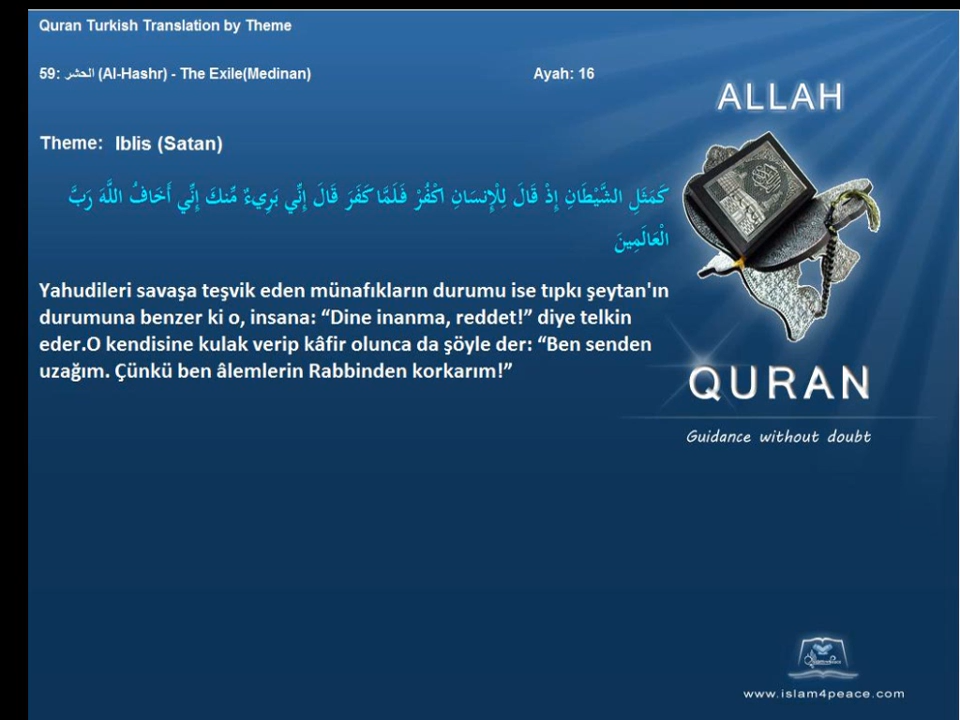 Quran Turkish Translation by Theme
59: الحشر (Al-Hashr) - The Exile(Medinan)
Ayah: 16
ALLAH
Theme: Iblis (Satan)
كَمَثَلِ الشَّيْطَانِ إِذْ قَالَ لِلْإِنسَانِ اكْفُرْ فَلَمَّا كَفَرَ قَالَ إِنِّي بَرِيءٌ مِّنكَ إِنِّي أَخَافُ اللَّهَ رَبَّ
الْعَالَمِينَ
Yahudileri savaşa teşvik eden münafıkların durumu ise tıpkı şeytan'ın
durumuna benzer ki o, insana: “Dine inanma, reddet!” diye telkin
eder.O kendisine kulak verip kâfir olunca da şöyle der: “Ben senden
uzağım. Çünkü ben âlemlerin Rabbinden korkarım!”
QURAN
Guidance without doubt
www.islam4peace.com